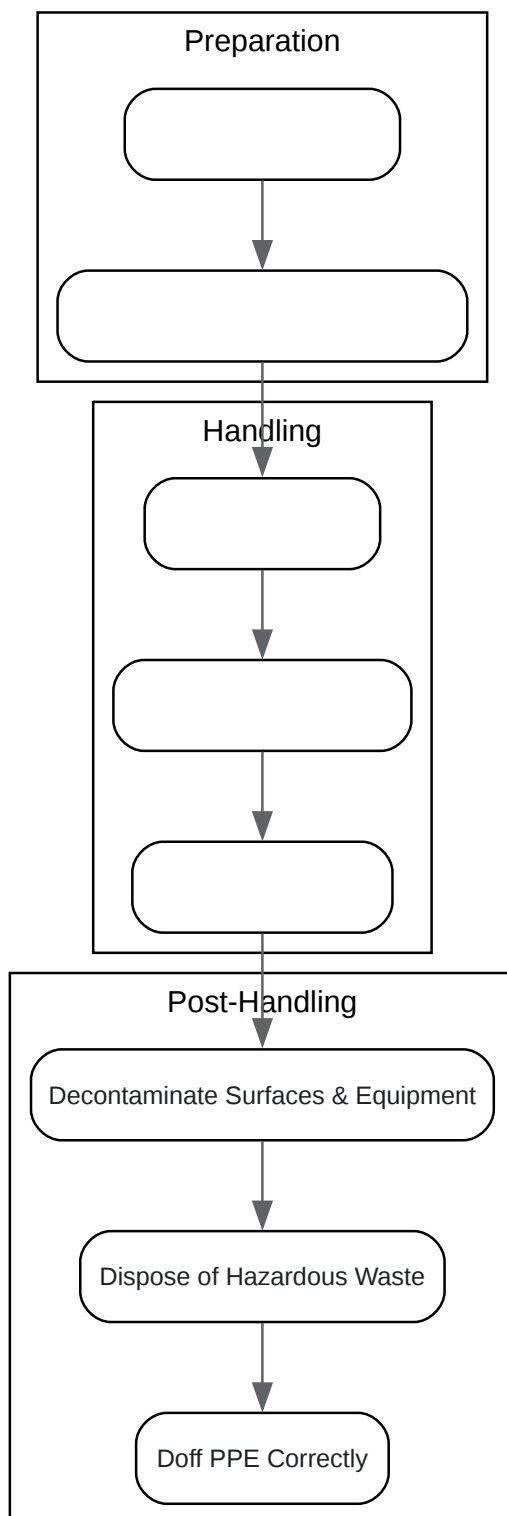 Preparation
Handling
Post-Handling
Decontaminate Surfaces & Equipment
Dispose of Hazardous Waste
Doff PPE Correctly